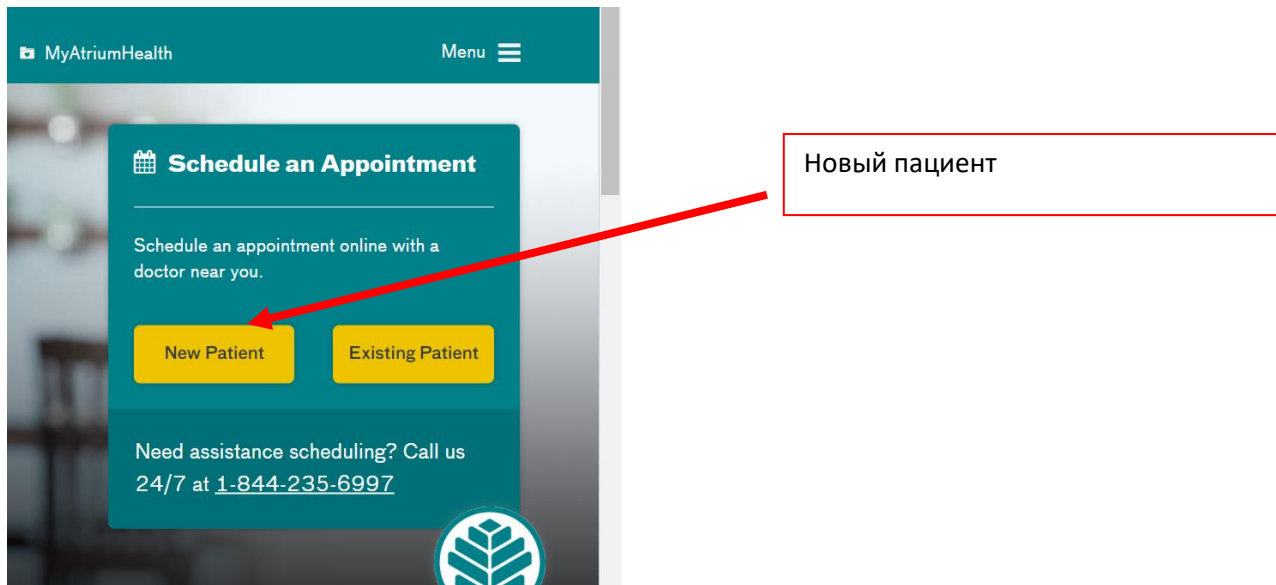 MyAtriumHealth
Menu
Schedule an Appointment
Schedule an appointment online with a
doctor near you.
New Patient
Existing Patient
Need assistance scheduling? Call us
24/7 at 1-844-235-6997
Новый пациент